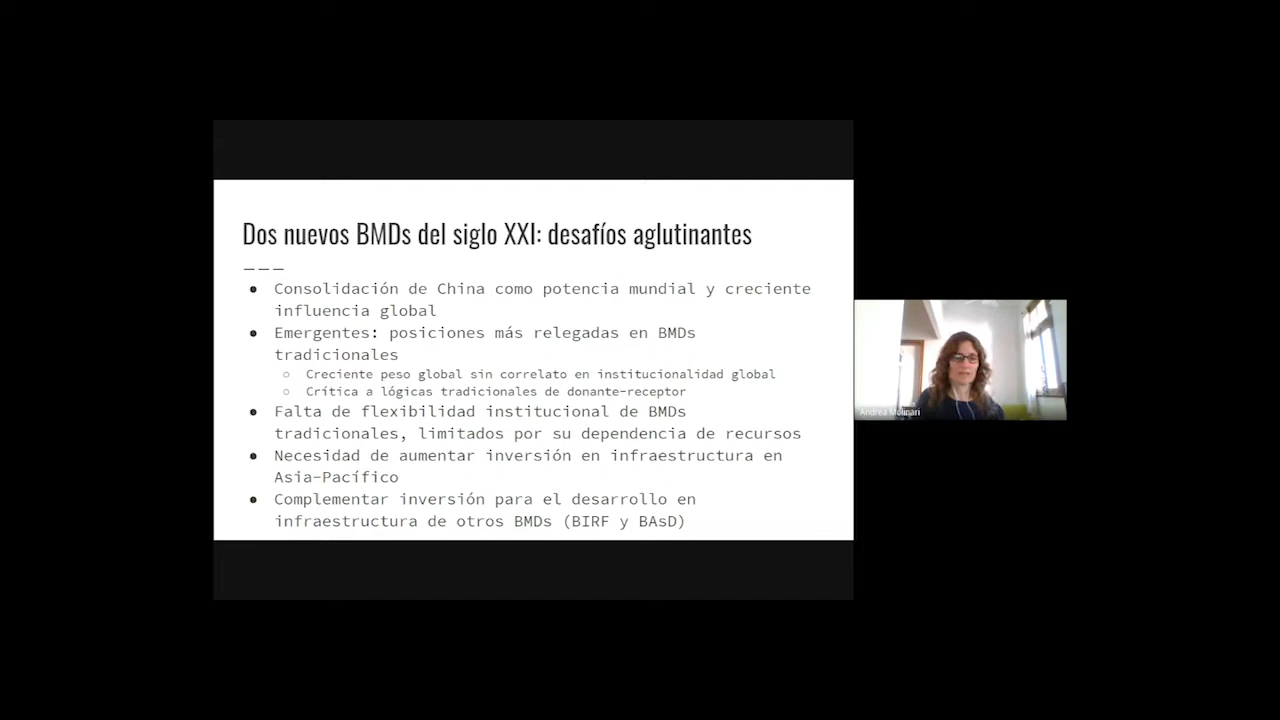 Dos nuevos BMDs del siglo XXI: desafíos aglutinantes
———
● Consolidación de China como potencia mundial y creciente
influencia global
● Emergentes: posiciones más relegadas en BMDs
tradicionales
○ Creciente peso global sin correlato en institucionalidad global
○ Crítica a lógicas tradicionales de donante-receptor
● Falta de flexibilidad institucional de BMDs
tradicionales, limitados por su dependencia de recursos
● Necesidad de aumentar inversión en infraestructura en
Asia-Pacífico
● Complementar inversión para el desarrollo en
infraestructura de otros BMDs (BIRF y BAsD)
Andrea Molinari